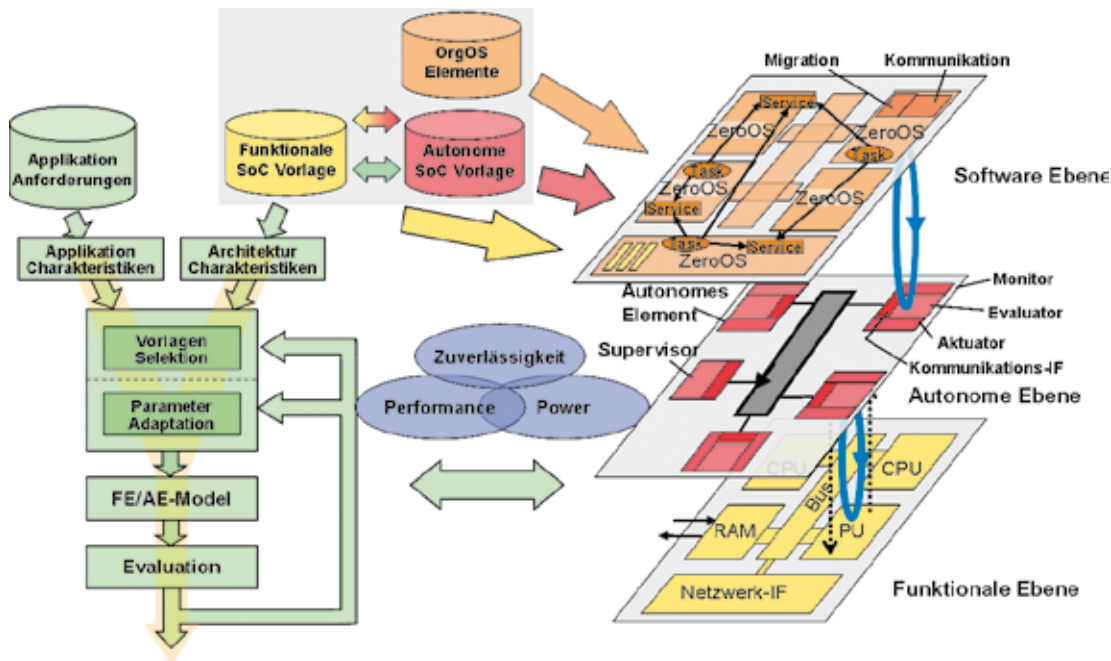 OrgOS
Elemente
Applikation
Anforderungen
Funktionale
SoC Vorlage
Autonome
SoC Vorlage
Applikation
Charakteristiken
Architektur
Charakteristiken
Vorlagen
Selektion
Parameter
Adaptation
FE/AE-Model
Evaluation
Zuverlässigkeit
Performance
Power
Migration
Kommunikation
Service
ZeroOS
ZeroOS
Task
Task
ZeroOS
Service
ZeroOS
Task
Service
ZeroOS
Software Ebene
Autonomes
Element
Supervisor
Monitor
Evaluator
Aktuator
Kommunikations-IF
Autonome Ebene
CPU
CPU
Bus
RAM
PU
Netzwerk-IF
Funktionale Ebene